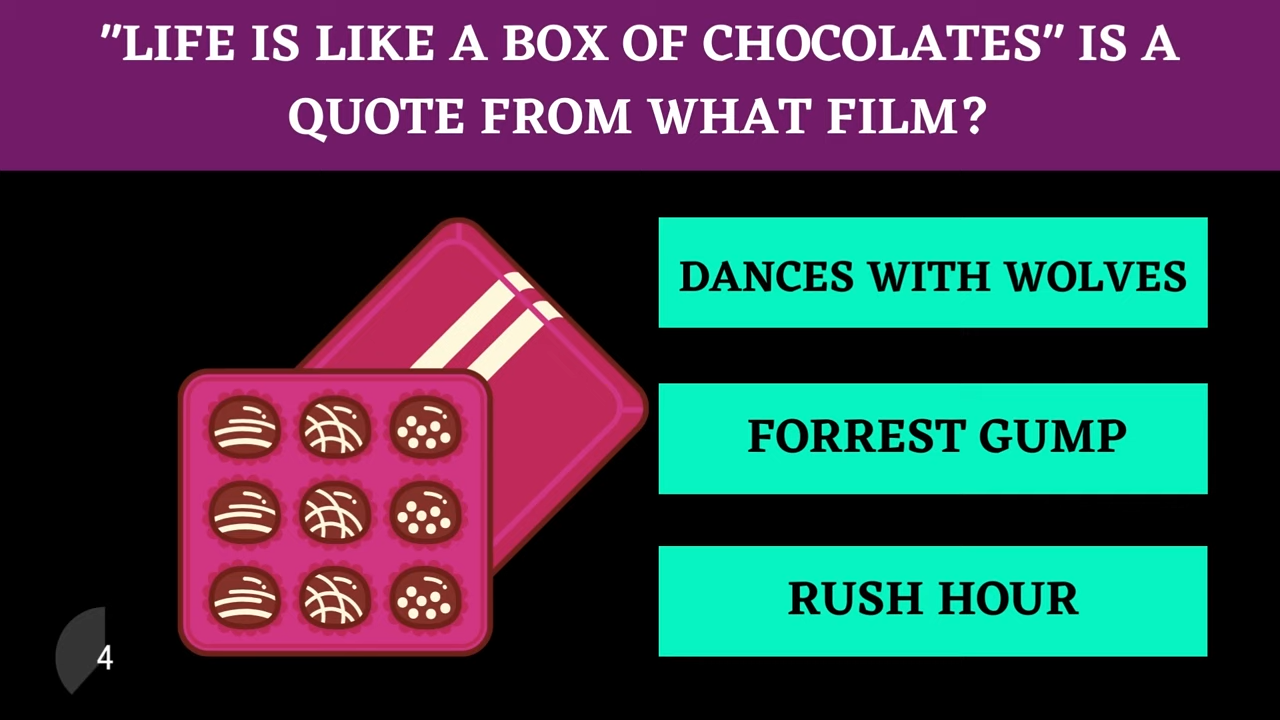 "LIFE IS LIKE A BOX OF CHOCOLATES" IS A
QUOTE FROM WHAT FILM?
DANCES WITH WOLVES
FORREST GUMP
RUSH HOUR
4